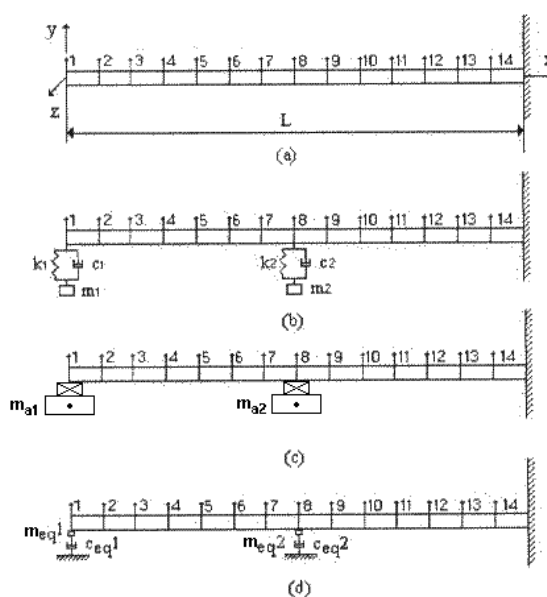 y
1 2 3 4 5 6 7 8 9 10 11 12 13 14
x
z
L
(a)
1 2 3. 4 5 6 7 8 9 10 11 12 13 14
k1 c1 k2 c2
m1 m2
(b)
1 2 3 4 5 6 7 8 9 10 11 12 13 14
ma1 ma2
(c)
1 2 3 4 5 6 7 8 9 10 11 12 13 14
meq1 ceq1 meq2 ceq2
(d)